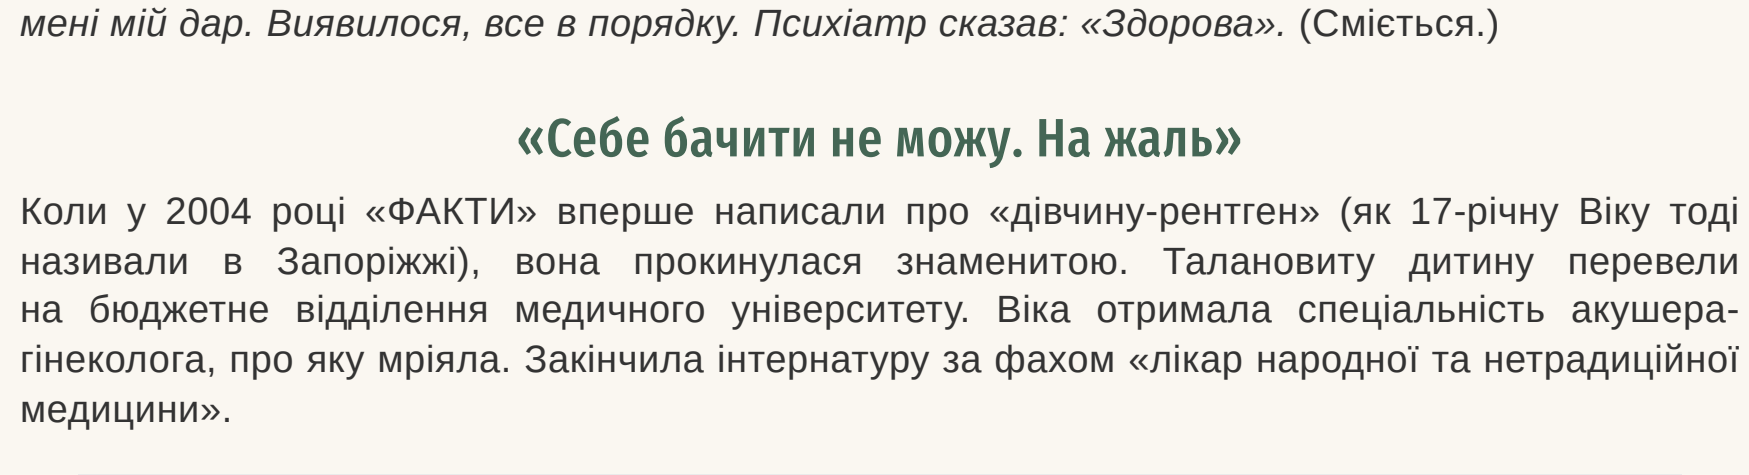 мені мій дар. Виявилося, все в порядку. Психіатр сказав: «Здорова». (Сміється.)
«Себе бачити не можу. На жаль»
Коли у 2004 році «ФАКТИ» вперше написали про «дівчину-рентген» (як 17-річну Віку тоді
називали в Запоріжжі), вона прокинулася знаменитою. Талановиту дитину перевели
на бюджетне відділення медичного університету. Віка отримала спеціальність акушера-
гінеколога, про яку мріяла. Закінчила інтернатуру за фахом «лікар народної та нетрадиційної
медицини».